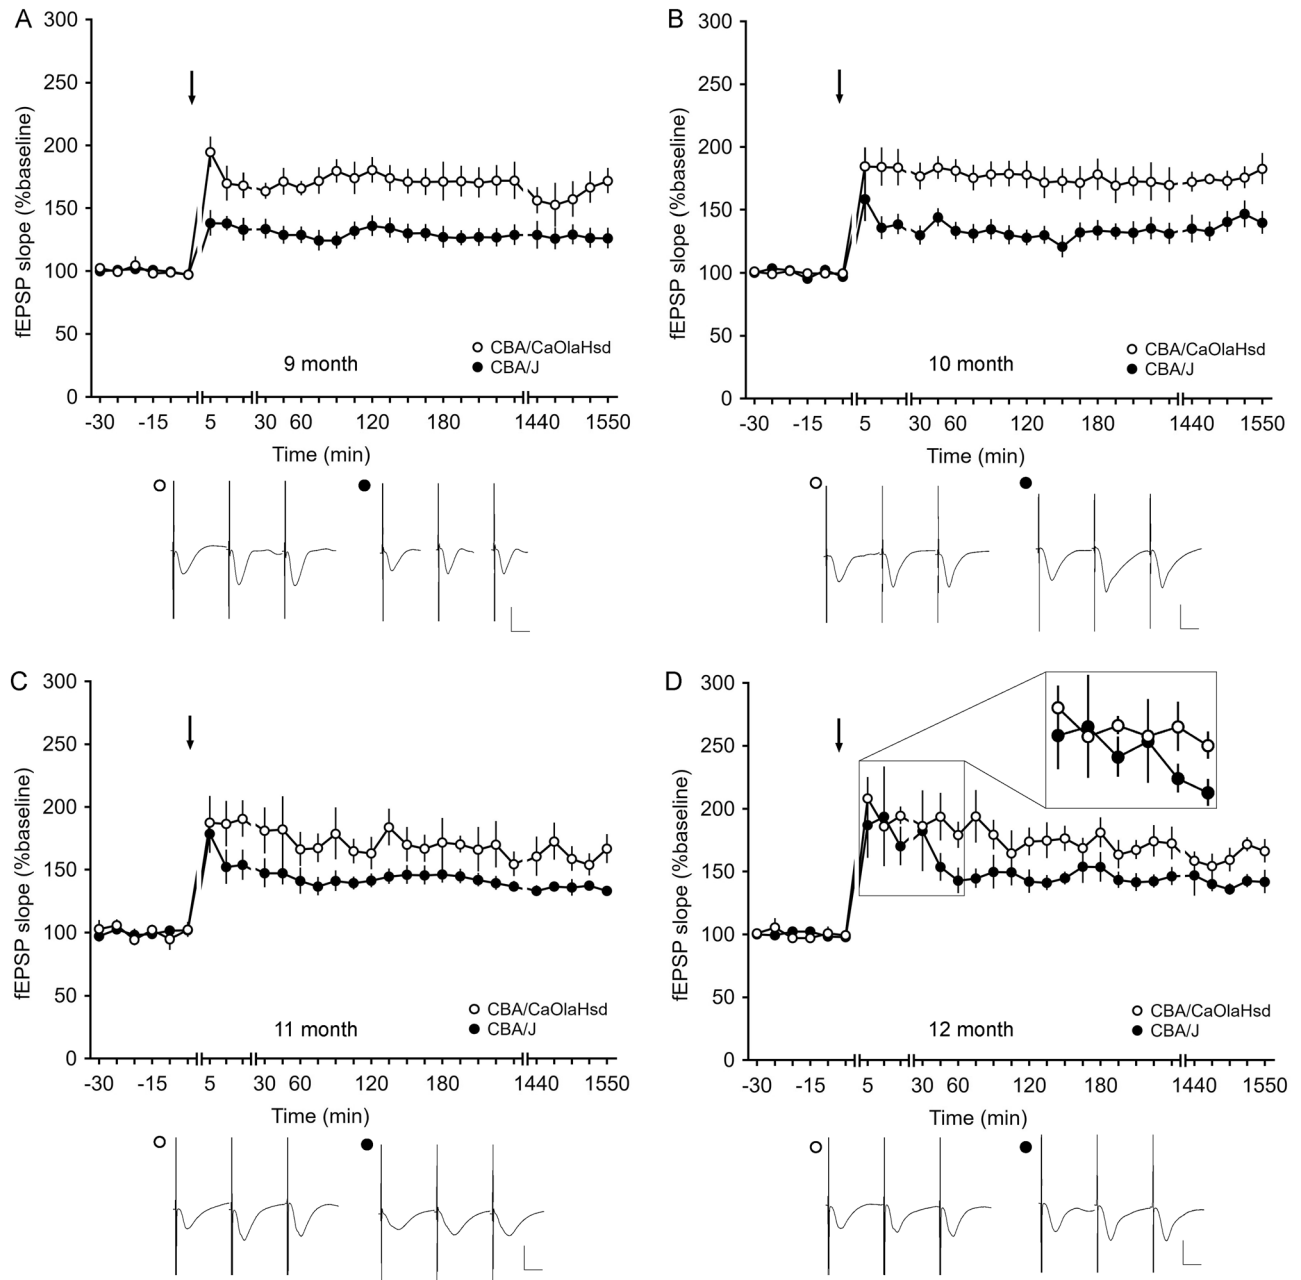 A
300
250
200
150
100
50
0
fEPSP slope (%baseline)
CBA/CaOlaHsd
CBA/J
9 month
-30 -15 5 30 60 120 180 1440 1550
Time (min)
B
300
250
200
150
100
50
0
fEPSP slope (%baseline)
CBA/CaOlaHsd
CBA/J
10 month
-30 -15 5 30 60 120 180 1440 1550
Time (min)
C
300
250
200
150
100
50
0
fEPSP slope (%baseline)
CBA/CaOlaHsd
CBA/J
11 month
-30 -15 5 30 60 120 180 1440 1550
Time (min)
D
300
250
200
150
100
50
0
fEPSP slope (%baseline)
CBA/CaOlaHsd
CBA/J
12 month
-30 -15 5 30 60 120 180 1440 1550
Time (min)